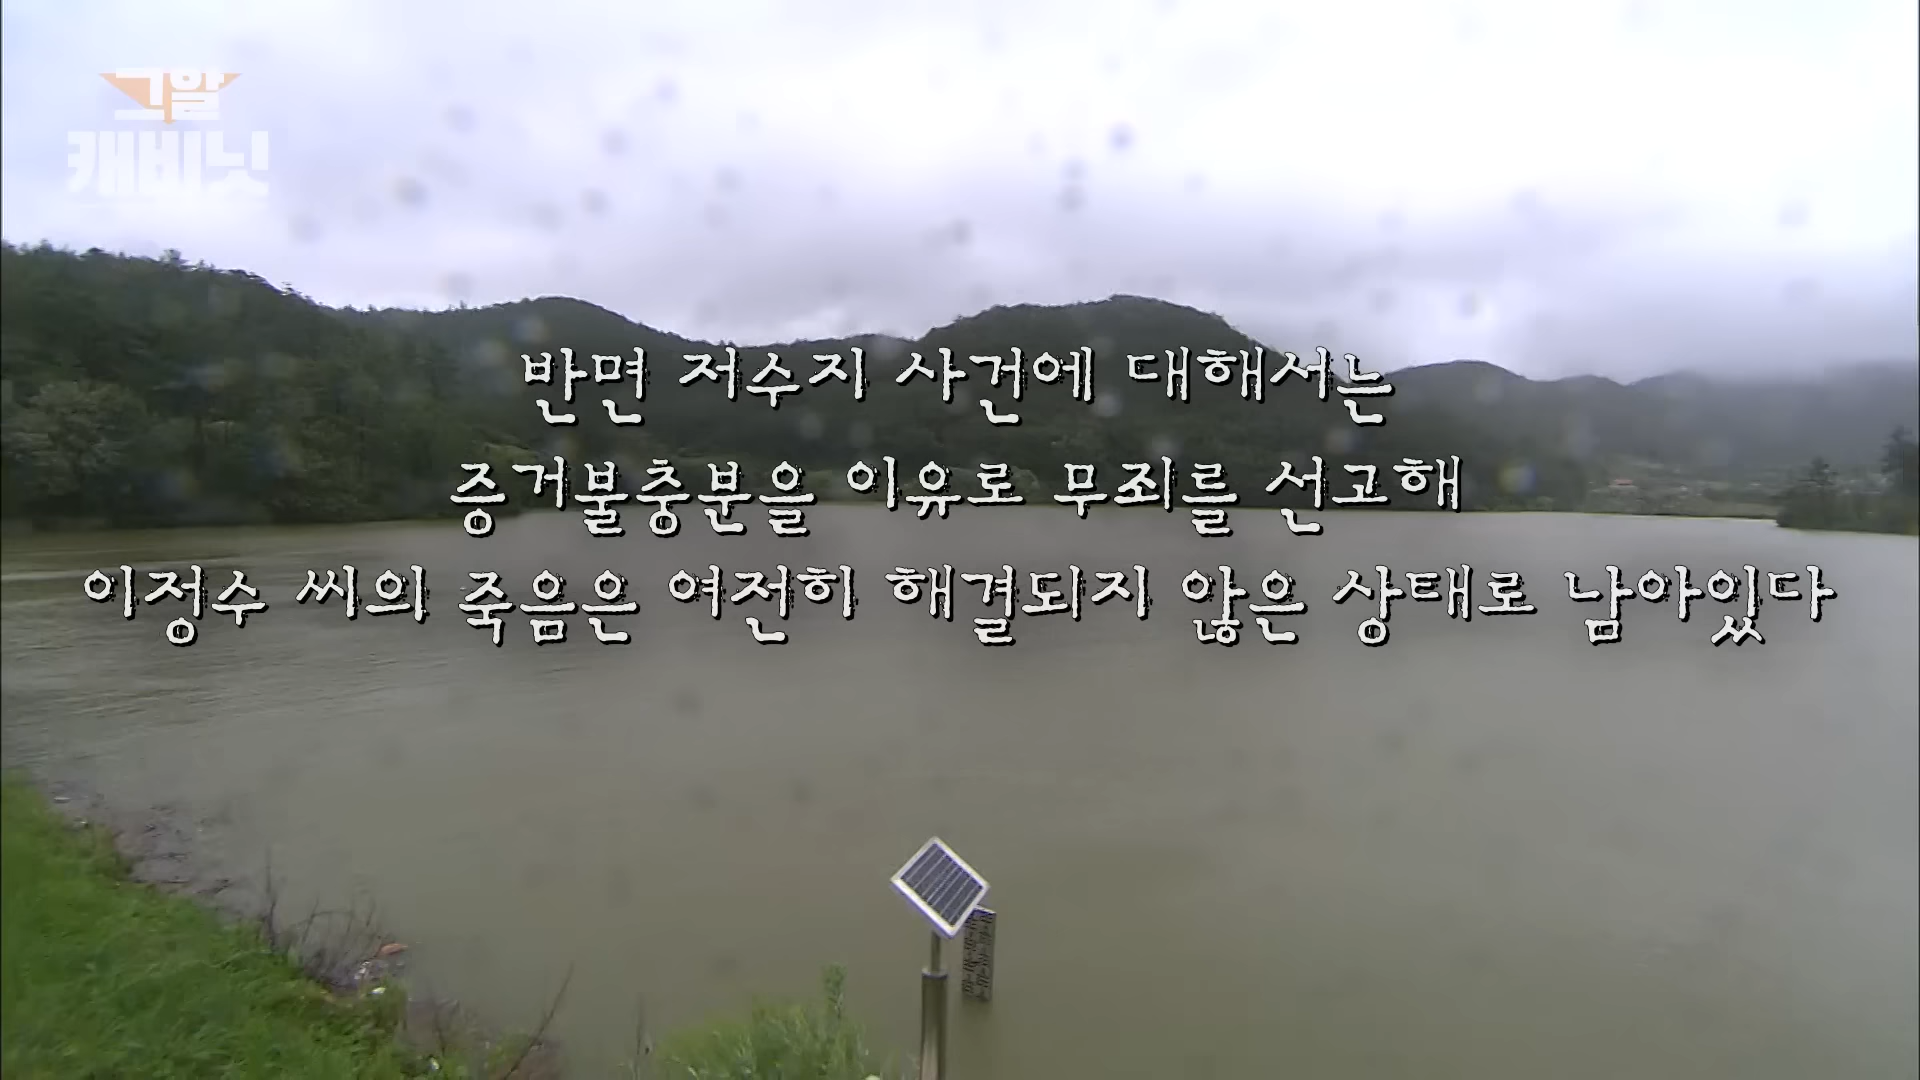 그알
캐비닛
반면 저수지 사건에 대해서는
증거불충분을 이유로 무죄를 선고해
이정수 씨의 죽음은 여전히 해결되지 않은 상태로 남아있다